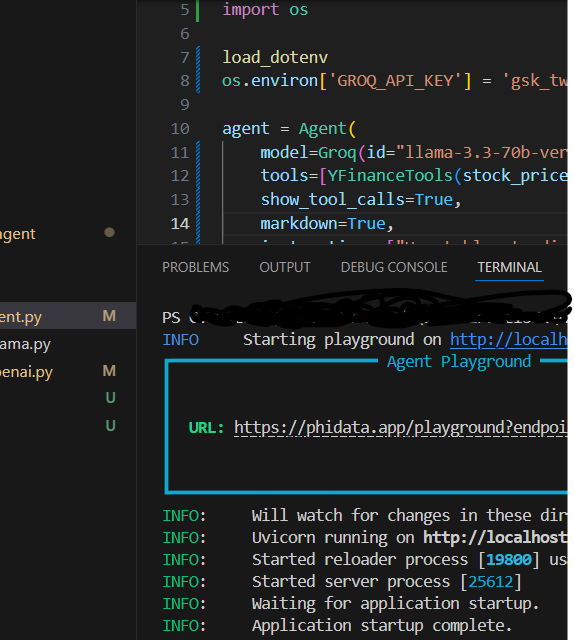 5 import os
6
7 load_dotenv
8 os.environ['GROQ_API_KEY'] = 'gsk_tw
9
10 agent = Agent(
11 model=Groq(id="llama-3.3-70b-ver
12 tools=[YFinanceTools(stock_price
13 show_tool_calls=True,
14 markdown=True,
agent
PROBLEMS OUTPUT DEBUG CONSOLE TERMINAL
ent.py M
ama.py
penai.py M
U
U
PS
INFO Starting playground on http://localh
Agent Playground
URL: https://phidata.app/playground?endpoi
INFO: Will watch for changes in these dir
INFO: Uvicorn running on http://localhost
INFO: Started reloader process [19800] us
INFO: Started server process [25612]
INFO: Waiting for application startup.
INFO: Application startup complete.